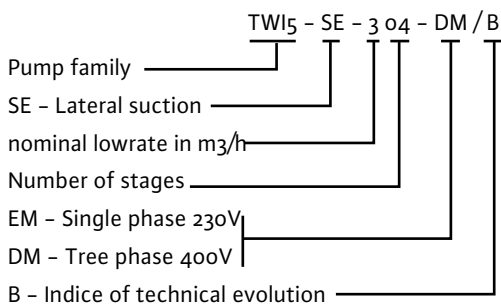 TWI5 - SE - 3 04 - DM / B
Pump family
SE – Lateral suction
nominal lowrate in m3/h
Number of stages
EM – Single phase 230V
DM – Tree phase 400V
B – Indice of technical evolution